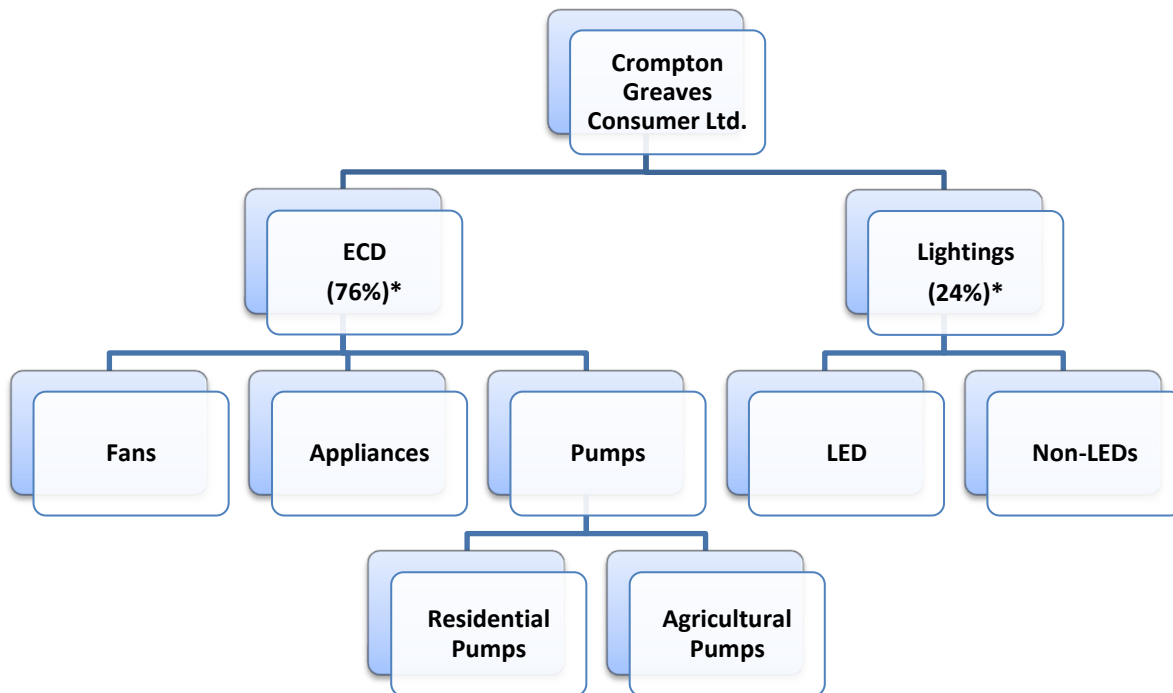 Crompton
Greaves
Consumer Ltd.
ECD
(76%)*
Lightings
(24%)*
Fans
Appliances
Pumps
LED
Non-LEDs
Residential
Pumps
Agricultural
Pumps